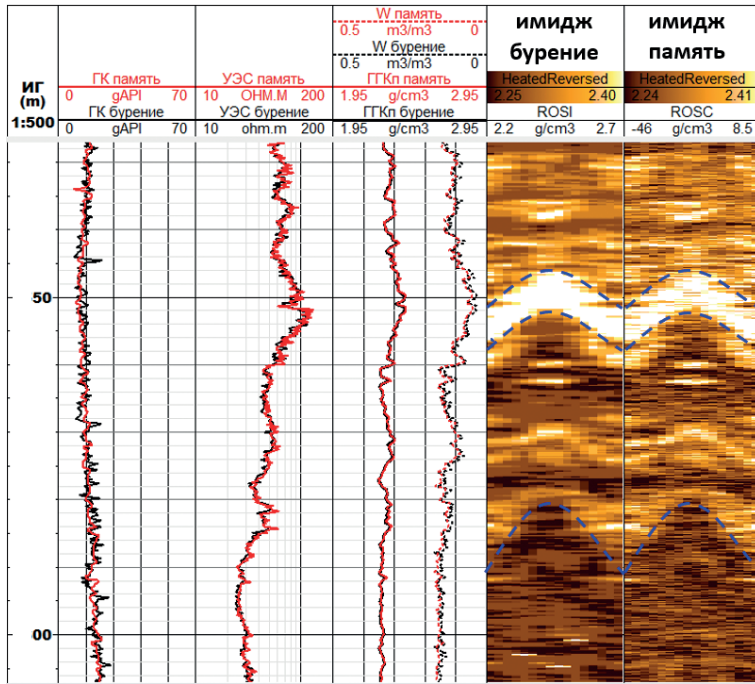 W память
0.5 m3/m3 0
W бурение
0.5 m3/m3 0
имидж бурение
имидж память
ИГ
(m)
1:500
ГК память
0 gAPI 70
ГК бурение
0 gAPI 70
УЭС память
10 OHM.M 200
УЭС бурение
10 ohm.m 200
ГГКп память
1.95 g/cm3 2.95
ГГКп бурение
1.95 g/cm3 2.95
HeatedReversed
2.25 2.40
ROSI
2.2 g/cm3 2.7
HeatedReversed
2.24 2.41
ROSC
-46 g/cm3 8.5
50
00